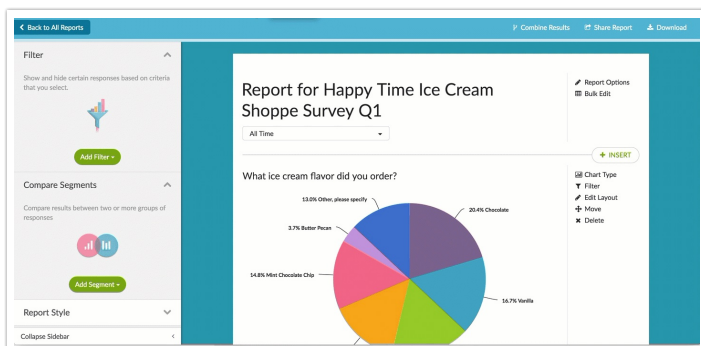 Back to All Reports
Combine Results
Share Report
Download
Filter
Show and hide certain responses based on criteria
that you select.
Add Filter
Compare Segments
Compare results between two or more groups of
responses
Add Segment
Report Style
Collapse Sidebar
Report for Happy Time Ice Cream
Shoppe Survey Q1
All Time
Report Options
Bulk Edit
+ INSERT
What ice cream flavor did you order?
Chart Type
Filter
Edit Layout
Move
Delete
13.0% Other, please specify
20.4% Chocolate
3.7% Butter Pecan
14.8% Mint Chocolate Chip
16.7% Vanilla